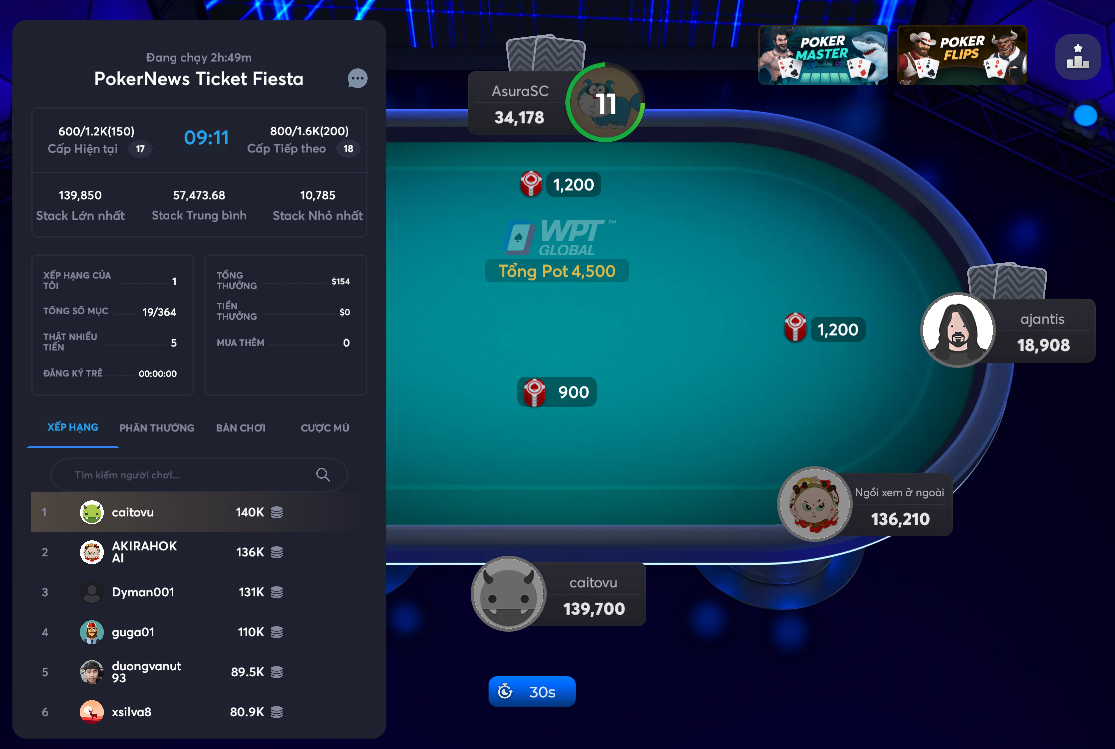 Đang chạy 2h:49m
PokerNews Ticket Fiesta
600/1.2K(150)
Cấp Hiện tại 17
09:11
800/1.6K(200)
Cấp Tiếp theo 18
139,850
Stack Lớn nhất
57,473.68
Stack Trung bình
10,785
Stack Nhỏ nhất
XẾP HẠNG CỦA
TÔI
1
TỔNG SỐ MỤC 19/364
THẬT NHIỀU
TIỀN
5
ĐĂNG KÝ TRỄ 00:00:00
TỔNG
THƯỞNG
$154
TIỀN
THƯỞNG
$0
MUA THÊM 0
XẾP HẠNG PHẦN THƯỞNG BÀN CHƠI CƯỢC MÙ
Tìm kiếm người chơi...
1 caitovu 140K
2 AKIRAHOK
AI
136K
3 Dyman001 131K
4 guga01 110K
5 duongvanut
93
89.5K
6 xsilva8 80.9K
AsuraSC
34,178
11
POKER
MASTER
POKER
FLIPS
1,200
WPT™
GLOBAL
Tổng Pot 4,500
1,200
ajantis
18,908
900
Ngồi xem ở ngoài
136,210
caitovu
139,700
30s